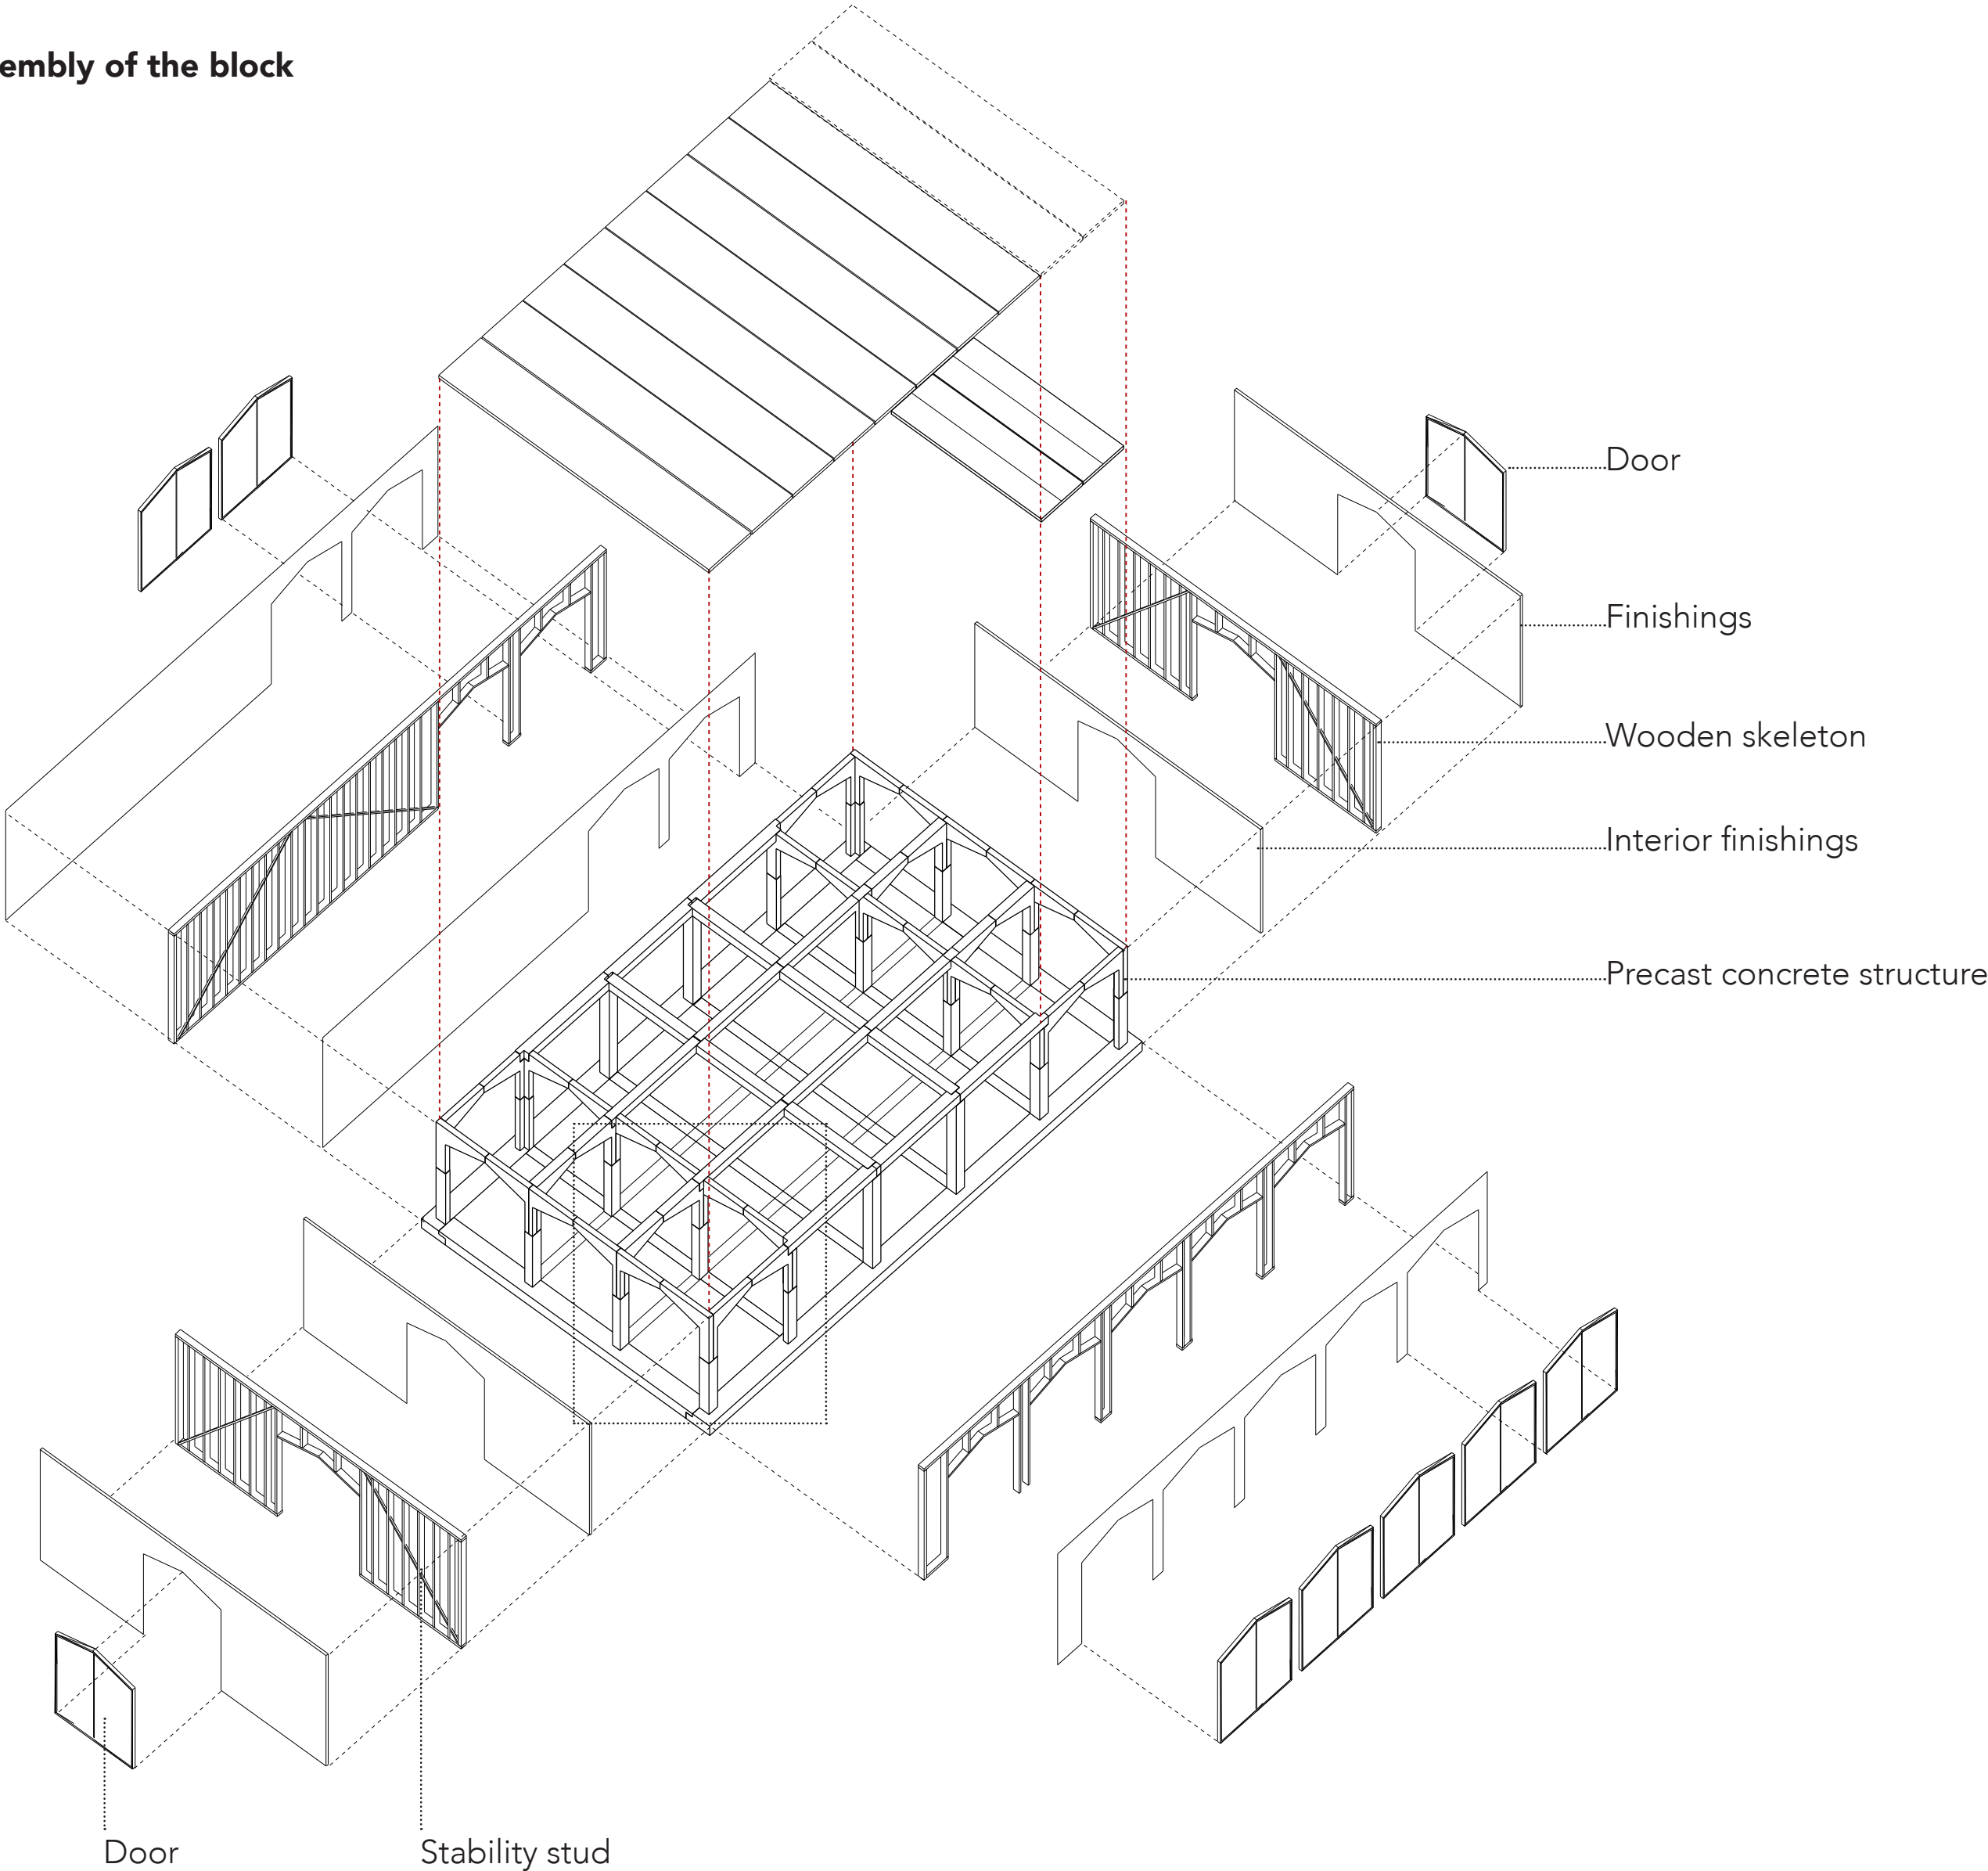 embly of the block
Door
Finishings
Wooden skeleton
Interior finishings
Precast concrete structure
Door
Stability stud